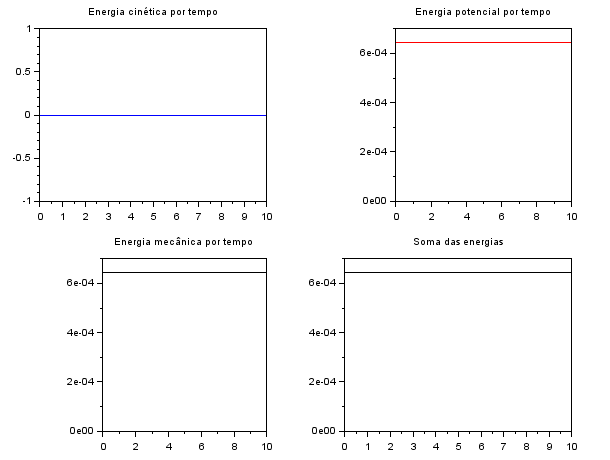 Energia cinética por tempo
1
0.5
0
-0.5
-1
0 1 2 3 4 5 6 7 8 9 10
Energia potencial por tempo
6e-04
4e-04
2e-04
0e00
0 2 4 6 8 10
Energia mecânica por tempo
6e-04
4e-04
2e-04
0e00
0 2 4 6 8 10
Soma das energias
6e-04
4e-04
2e-04
0e00
0 1 2 3 4 5 6 7 8 9 10